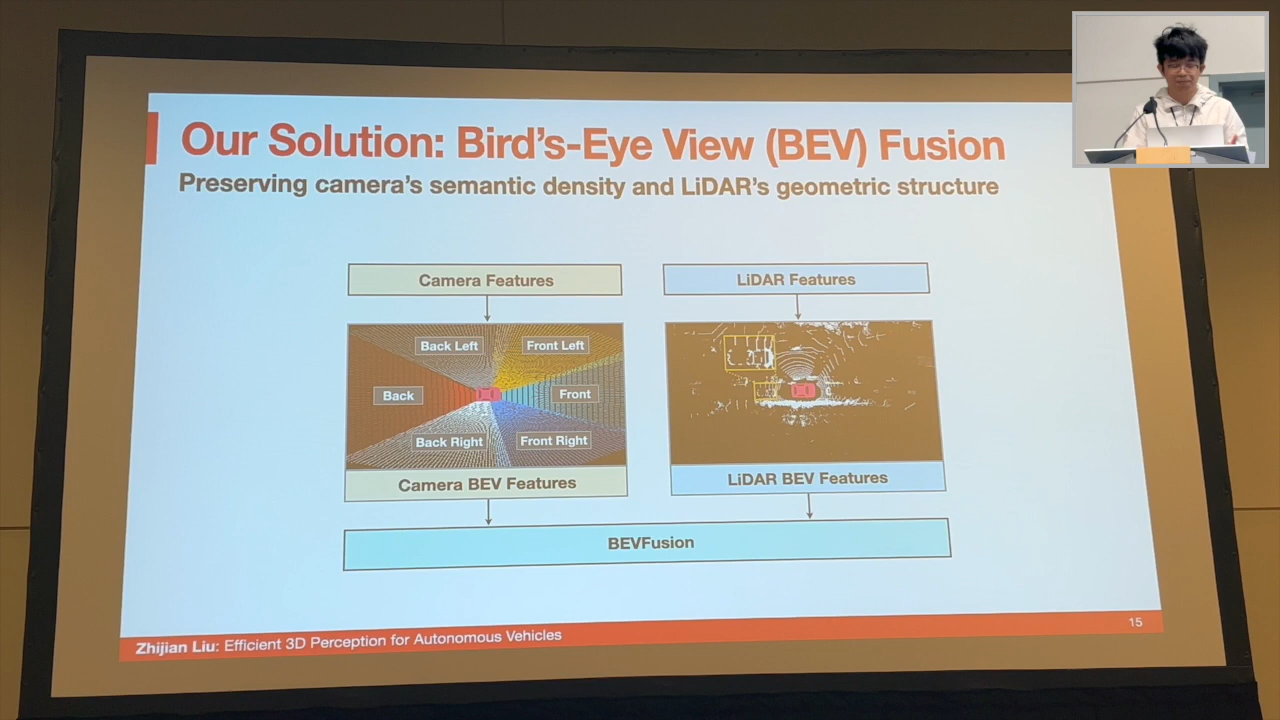 Our Solution: Bird's-Eye View (BEV) Fusion
Preserving camera's semantic density and LiDAR's geometric structure
Camera Features
LiDAR Features
Back Left
Front Left
Back
Front
Back Right
Front Right
Camera BEV Features
LiDAR BEV Features
BEVFusion
Zhijian Liu: Efficient 3D Perception for Autonomous Vehicles
15